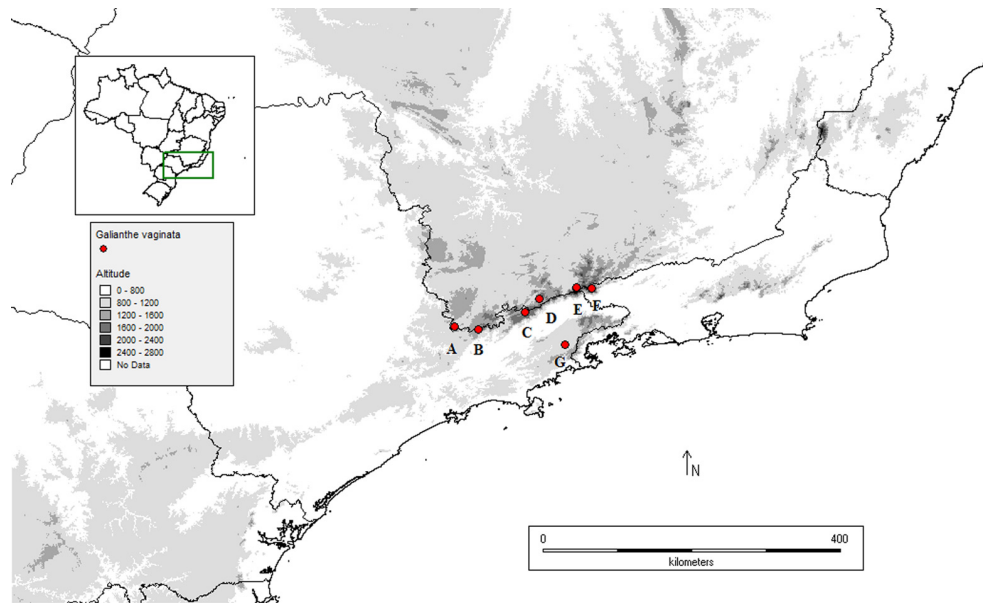 Galianthe vaginata
Altitude
0 - 800
800 - 1200
1200 - 1600
1600 - 2000
2000 - 2400
2400 - 2800
No Data
A
B
C
D
E
F
G
N
0 400
kilometers